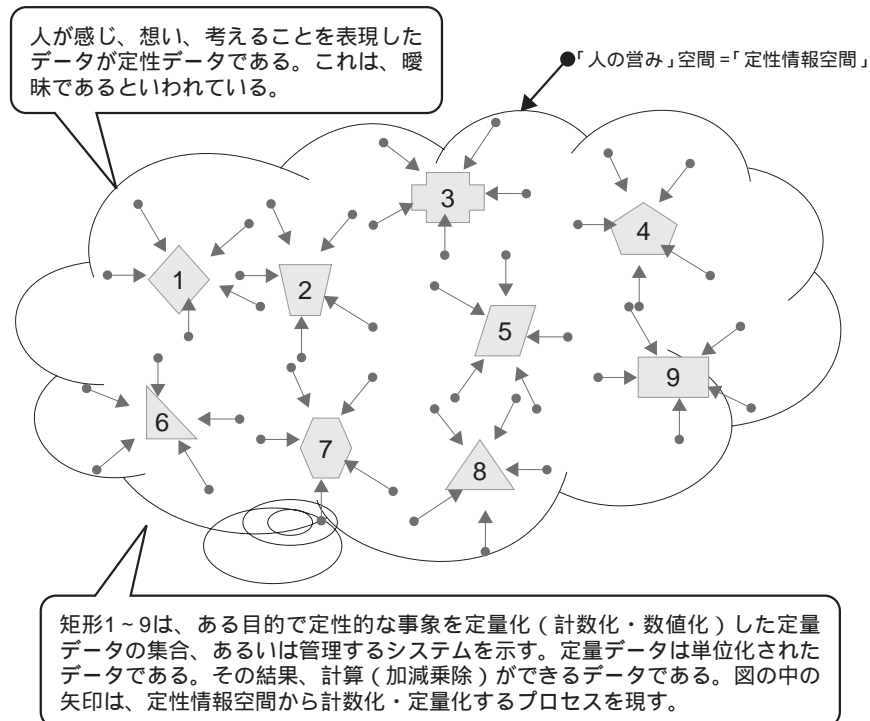 人が感じ、想い、考えることを表現した
データが定性データである。これは、曖
昧であるといわれている。
「人の営み」空間=「定性情報空間」
3
4
1
2
5
9
6
7
8
矩形1~9は、ある目的で定性的な事象を定量化（計数化・数値化）した定量
データの集合、あるいは管理するシステムを示す。定量データは単位化された
データである。その結果、計算（加減乗除）ができるデータである。図の中の
矢印は、定性情報空間から計数化・定量化するプロセスを現す。